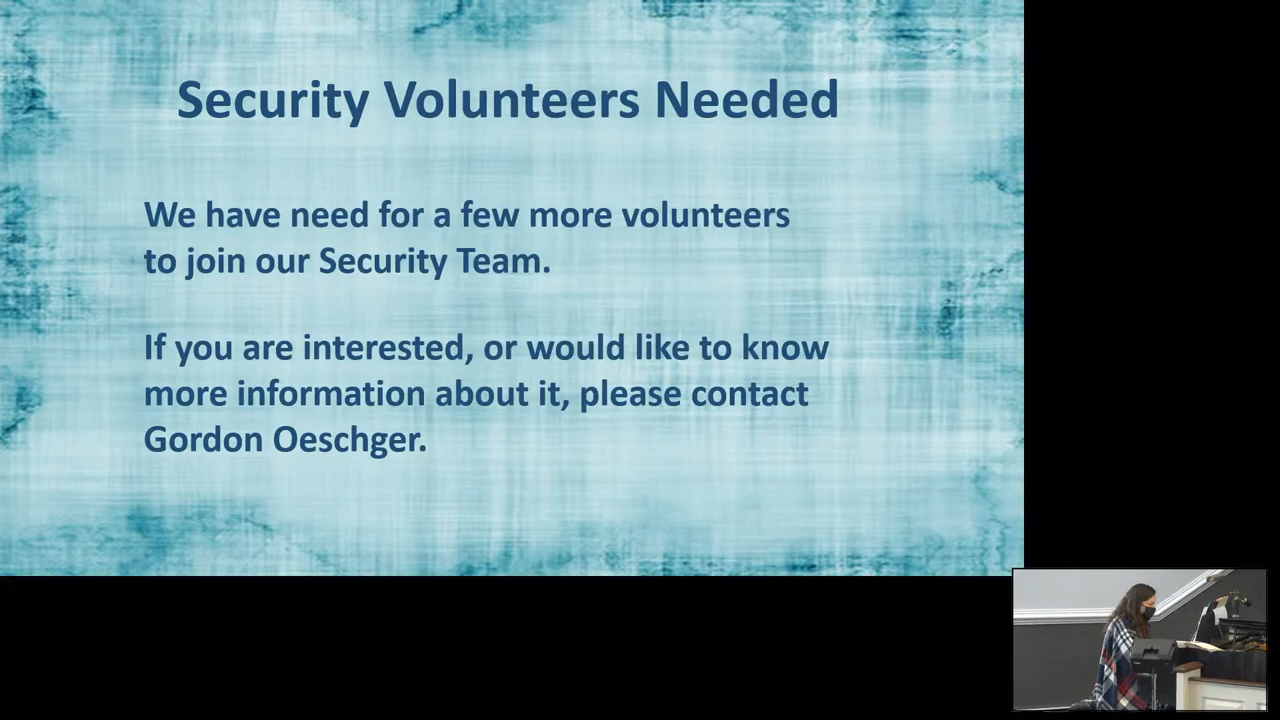 Security Volunteers Needed
We have need for a few more volunteers
to join our Security Team.
If you are interested, or would like to know
more information about it, please contact
Gordon Oeschger.